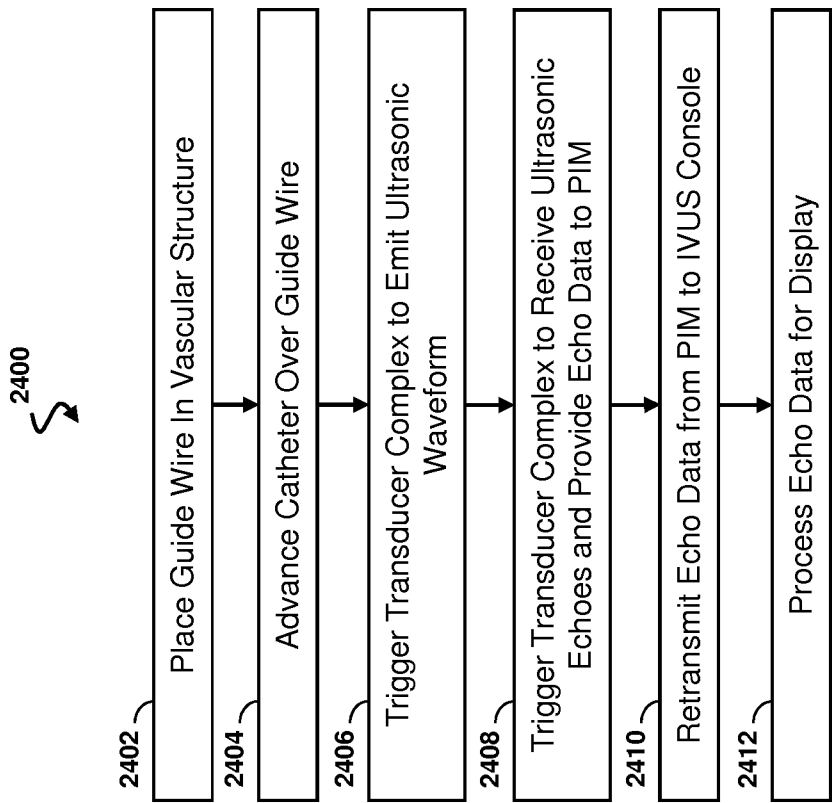 2400
2402
Place Guide Wire In Vascular Structure
2404
Advance Catheter Over Guide Wire
2406
Trigger Transducer Complex to Emit Ultrasonic
Waveform
2408
Trigger Transducer Complex to Receive Ultrasonic
Echoes and Provide Echo Data to PIM
2410
Retransmit Echo Data from PIM to IVUS Console
2412
Process Echo Data for Display